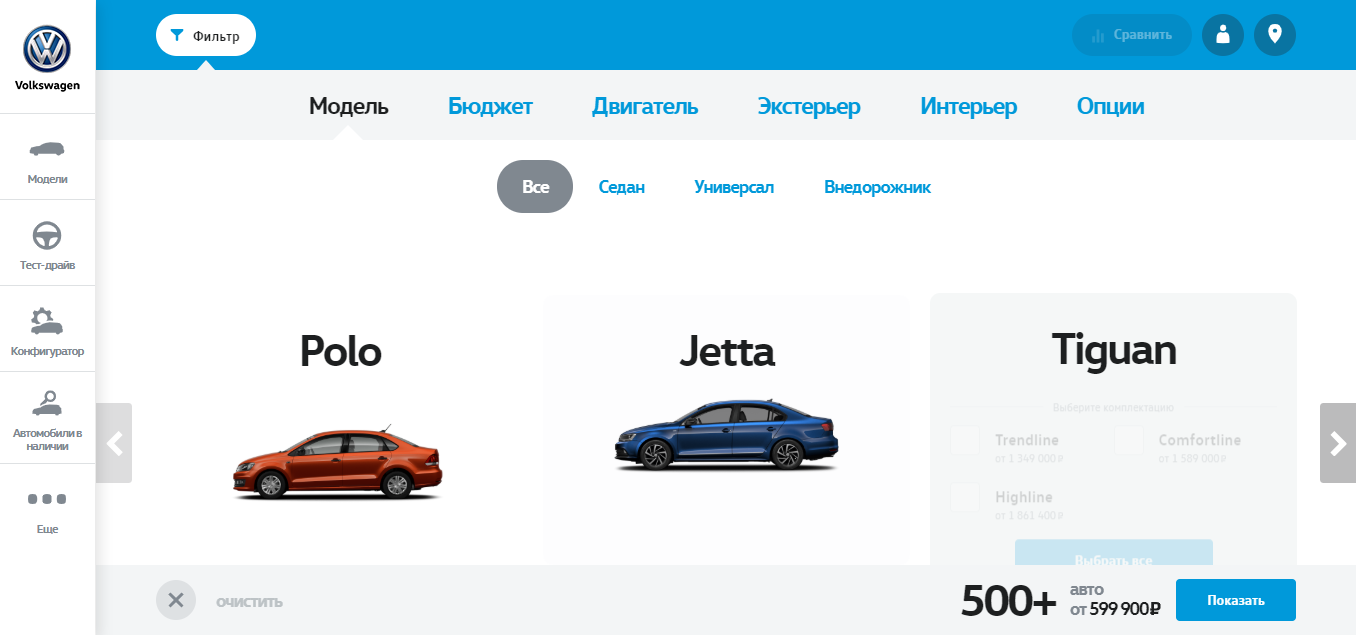 Volkswagen
Модели
Тест-драйв
Конфигуратор
Автомобили в
наличии
Еще
Фильтр
Сравнить
Модель Бюджет Двигатель Экстерьер Интерьер Опции
Все Седан Универсал Внедорожник
Polo
Jetta
Tiguan
Выберите комплектацию
Trendline Comfortline
от 1 349 000 ₽ от 1 589 000 ₽
Highline
от 1 861 400 ₽
Выбрать все
очистить
500+ авто
от 599 900 ₽
Показать